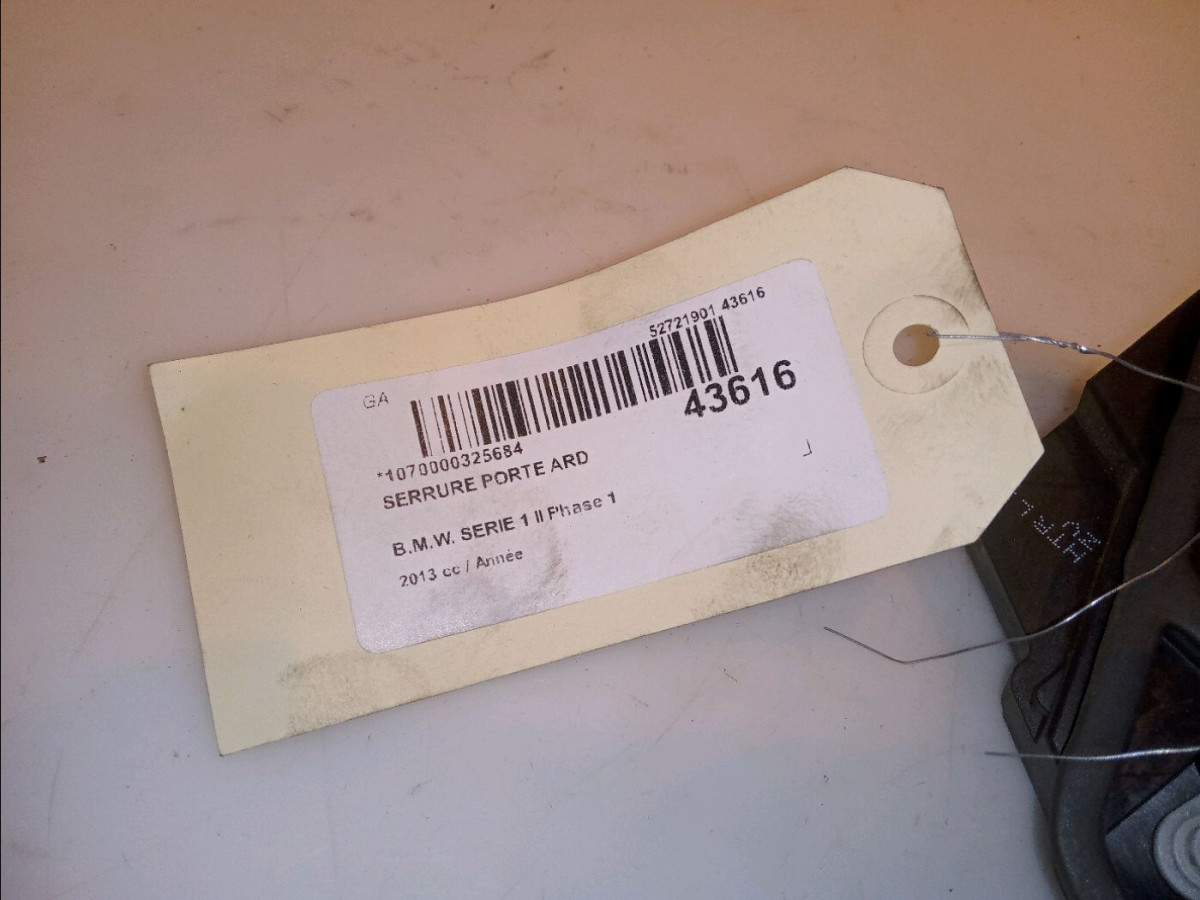 52721901 43616
GA
43616
*1070000325684
SERRURE PORTE ARD
B.M.W. SERIE 1 II Phase 1
2013 cc / Année